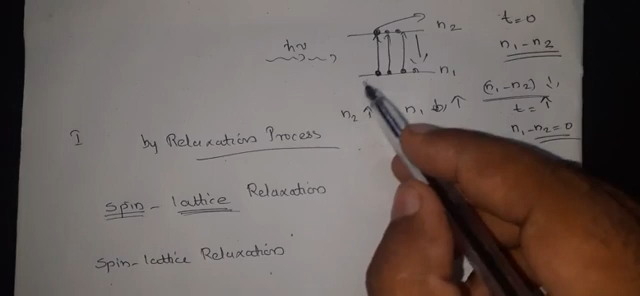 hν
n2
n1
t=0
n1-n2
(n1-n2) ↓,
t=↑
n1-n2=0
n2 ↑ n1 ↓, ↑
I by Relaxation Process
Spin-lattice Relaxation
Spin-lattice Relaxation